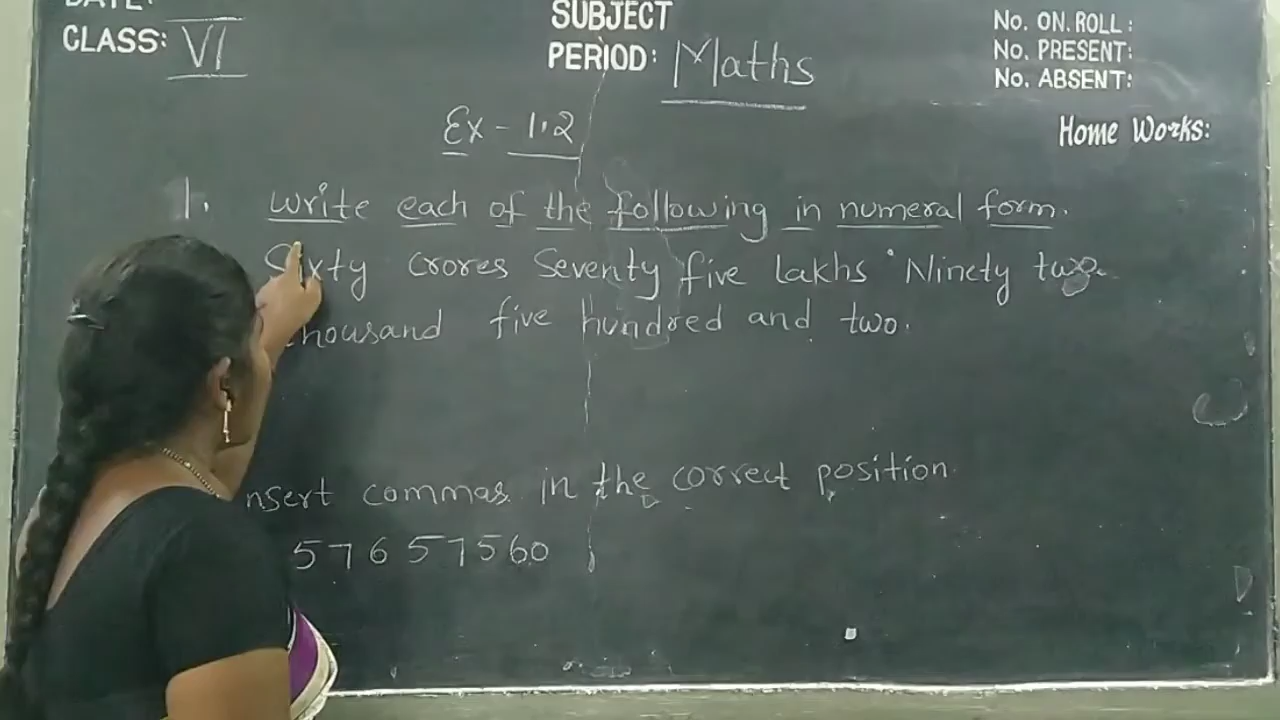 DATE:
CLASS: VI
SUBJECT
PERIOD: Maths
No. ON. ROLL:
No. PRESENT:
No. ABSENT:
Home Works:
Ex - 1.2
1. Write each of the following in numeral form.
Sixty crores Seventy five lakhs Ninety two
thousand five hundred and two.
nsert commas in the correct position
57657560